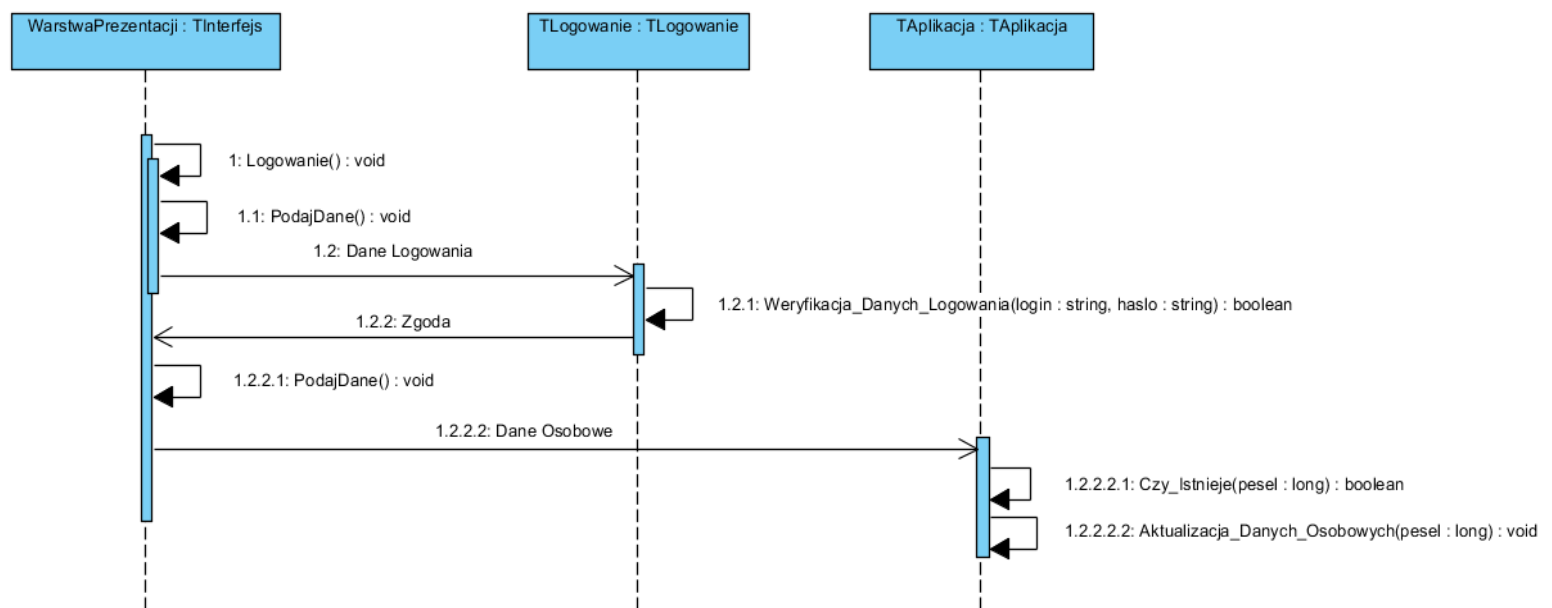 WarstwaPrezentacji : TInterfejs
TLogowanie : TLogowanie
TAplikacja : TAplikacja
1: Logowanie() : void
1.1: PodajDane() : void
1.2: Dane Logowania
1.2.1: Weryfikacja_Danych_Logowania(login : string, haslo : string) : boolean
1.2.2: Zgoda
1.2.2.1: PodajDane() : void
1.2.2.2: Dane Osobowe
1.2.2.2.1: Czy_Istnieje(pesel : long) : boolean
1.2.2.2.2: Aktualizacja_Danych_Osobowych(pesel : long) : void